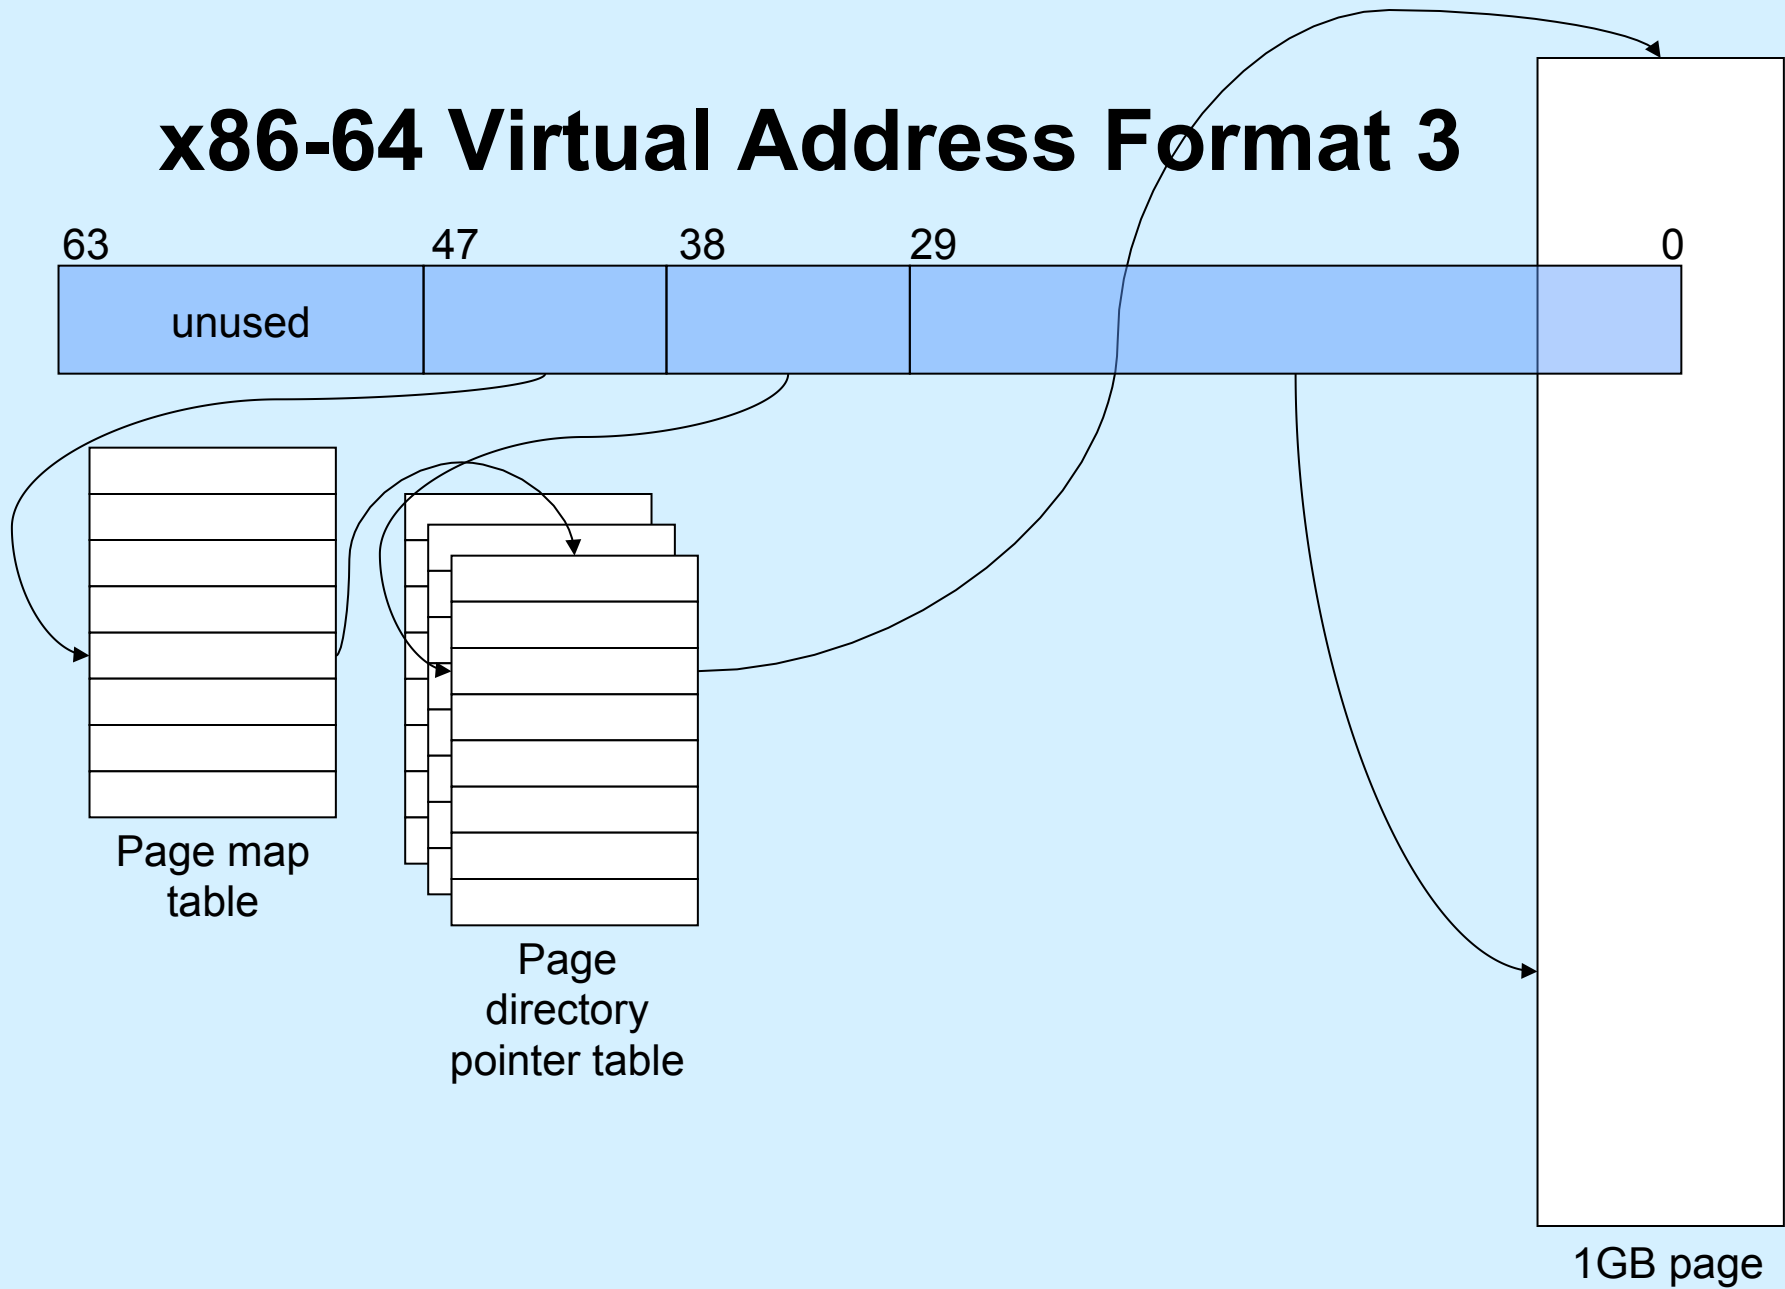 x86-64 Virtual Address Format 3
63 47 38 29 0
unused
Page map
table
Page
directory
pointer table
1GB page